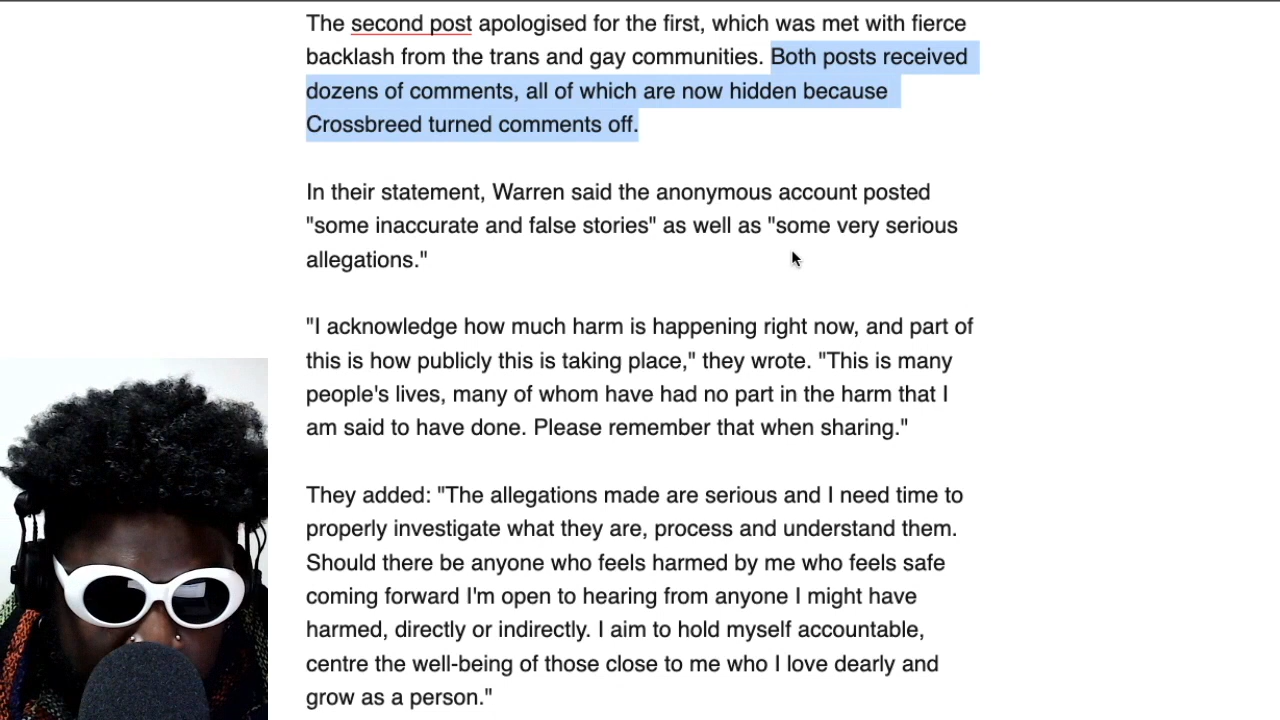 The second post apologised for the first, which was met with fierce
backlash from the trans and gay communities. Both posts received
dozens of comments, all of which are now hidden because
Crossbreed turned comments off.
In their statement, Warren said the anonymous account posted
"some inaccurate and false stories" as well as "some very serious
allegations."
"I acknowledge how much harm is happening right now, and part of
this is how publicly this is taking place," they wrote. "This is many
people's lives, many of whom have had no part in the harm that I
am said to have done. Please remember that when sharing."
They added: "The allegations made are serious and I need time to
properly investigate what they are, process and understand them.
Should there be anyone who feels harmed by me who feels safe
coming forward I'm open to hearing from anyone I might have
harmed, directly or indirectly. I aim to hold myself accountable,
centre the well-being of those close to me who I love dearly and
grow as a person."